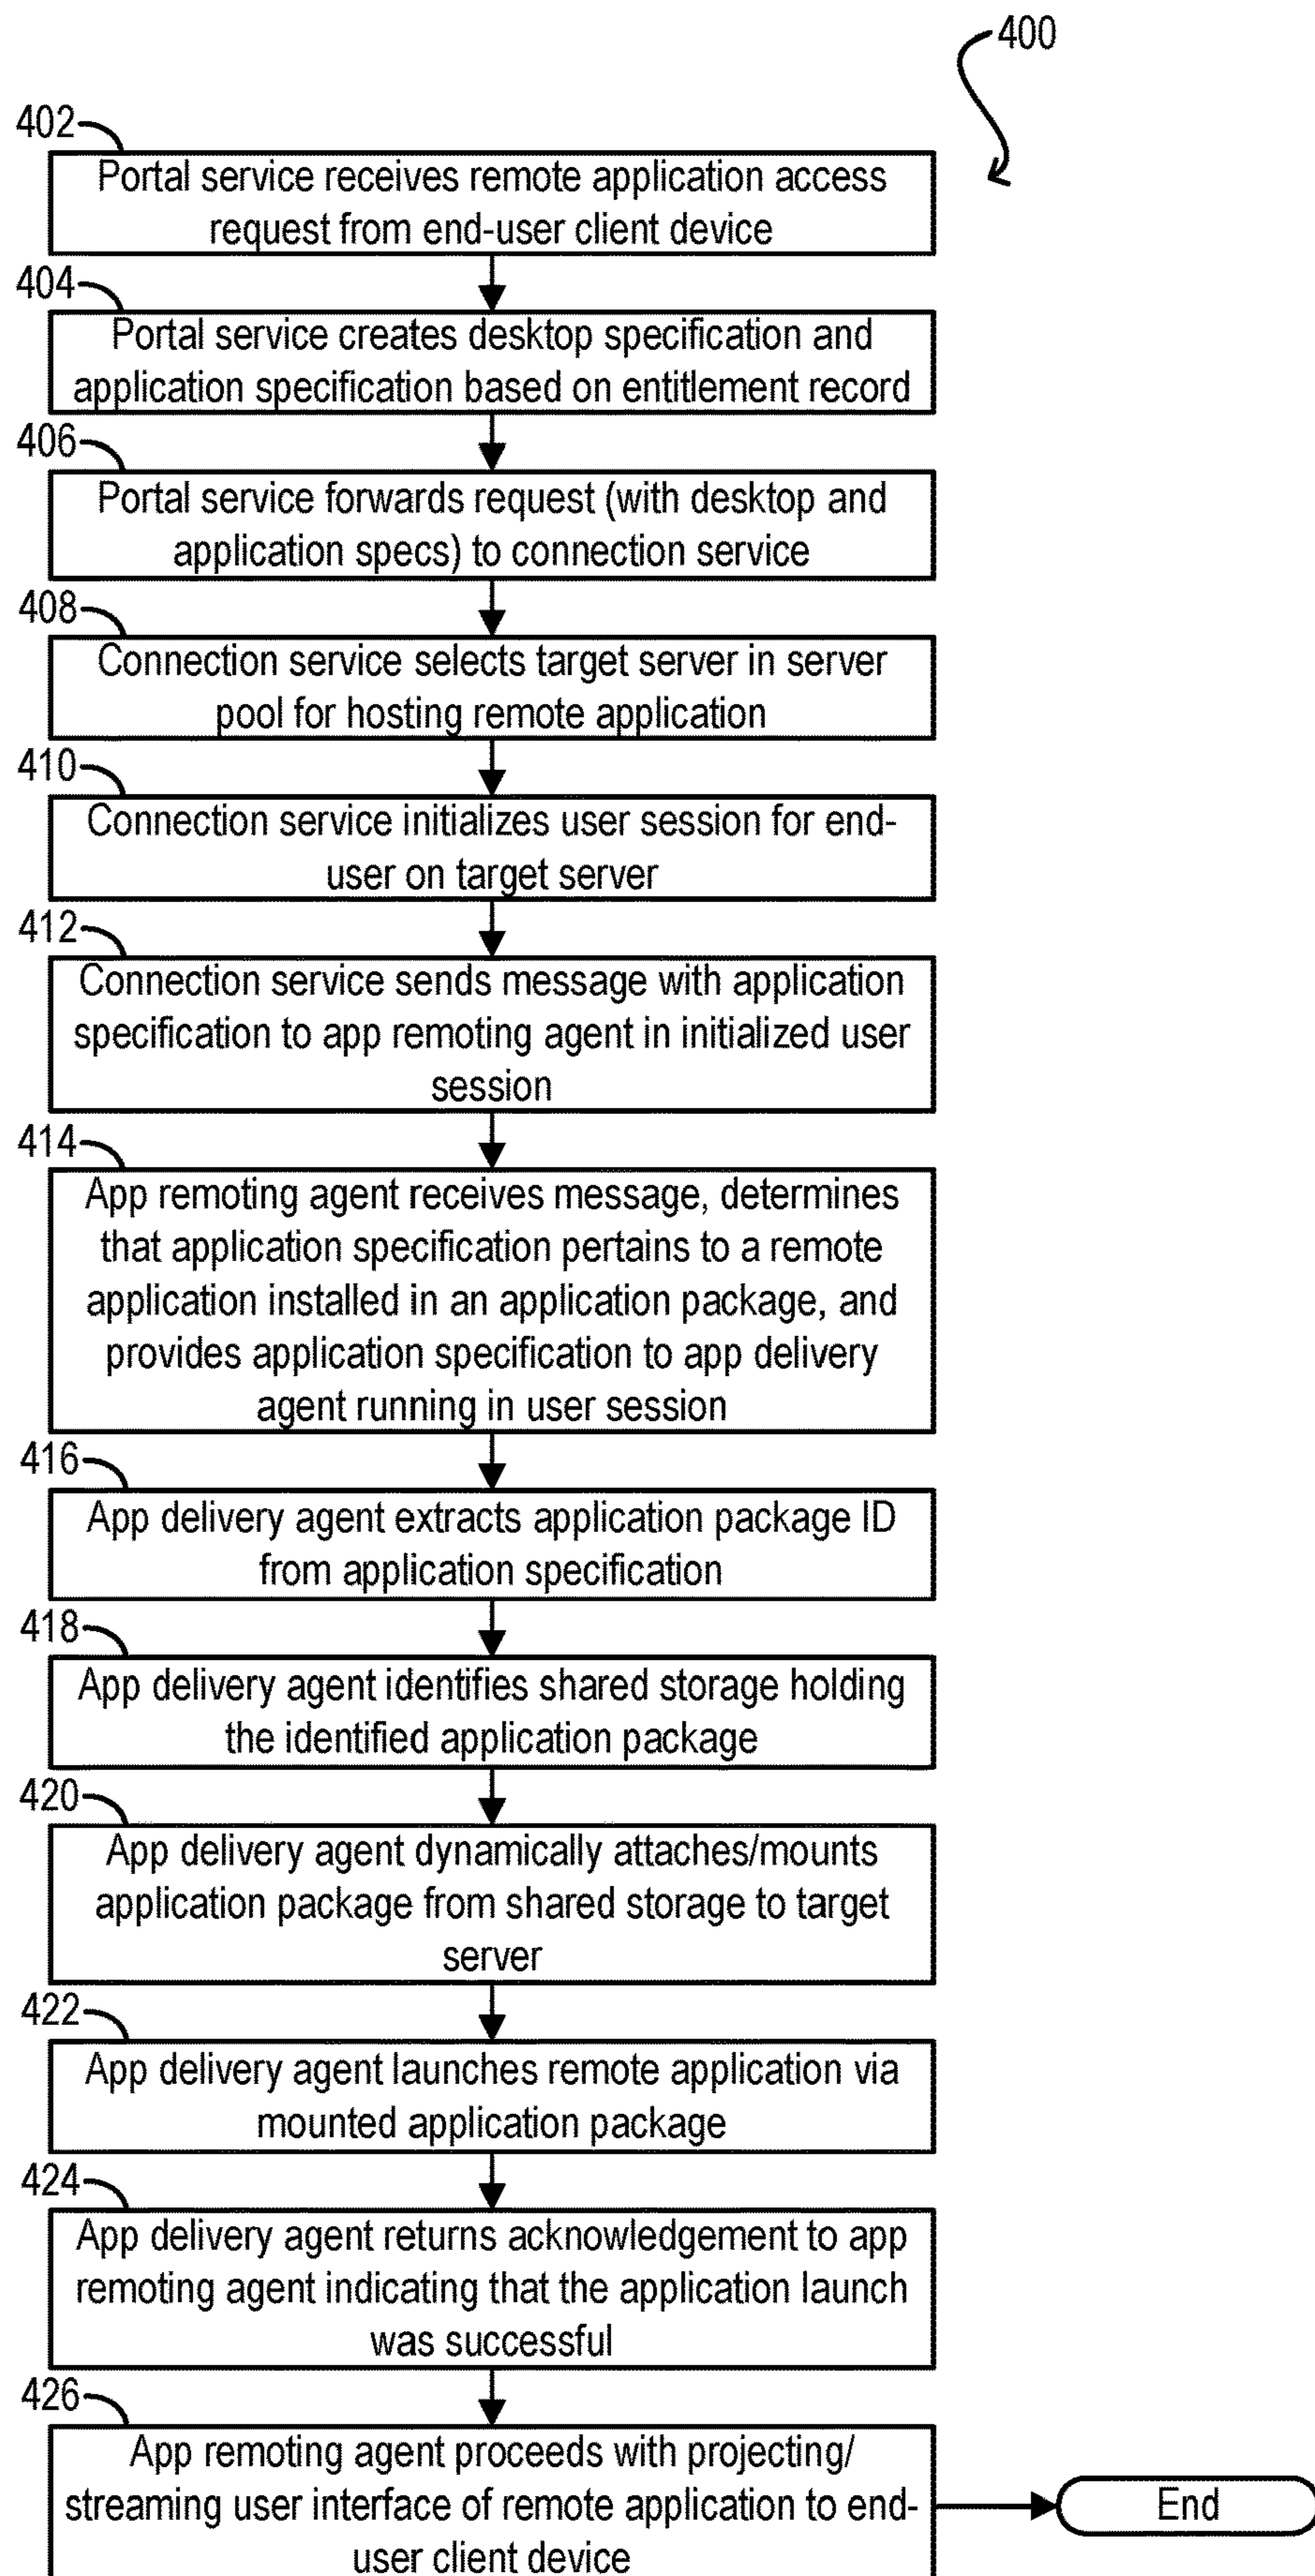 400
402
Portal service receives remote application access
request from end-user client device
404
Portal service creates desktop specification and
application specification based on entitlement record
406
Portal service forwards request (with desktop and
application specs) to connection service
408
Connection service selects target server in server
pool for hosting remote application
410
Connection service initializes user session for end-
user on target server
412
Connection service sends message with application
specification to app remoting agent in initialized user
session
414
App remoting agent receives message, determines
that application specification pertains to a remote
application installed in an application package, and
provides application specification to app delivery
agent running in user session
416
App delivery agent extracts application package ID
from application specification
418
App delivery agent identifies shared storage holding
the identified application package
420
App delivery agent dynamically attaches/mounts
application package from shared storage to target
server
422
App delivery agent launches remote application via
mounted application package
424
App delivery agent returns acknowledgement to app
remoting agent indicating that the application launch
was successful
426
App remoting agent proceeds with projecting/
streaming user interface of remote application to end-
user client device
End